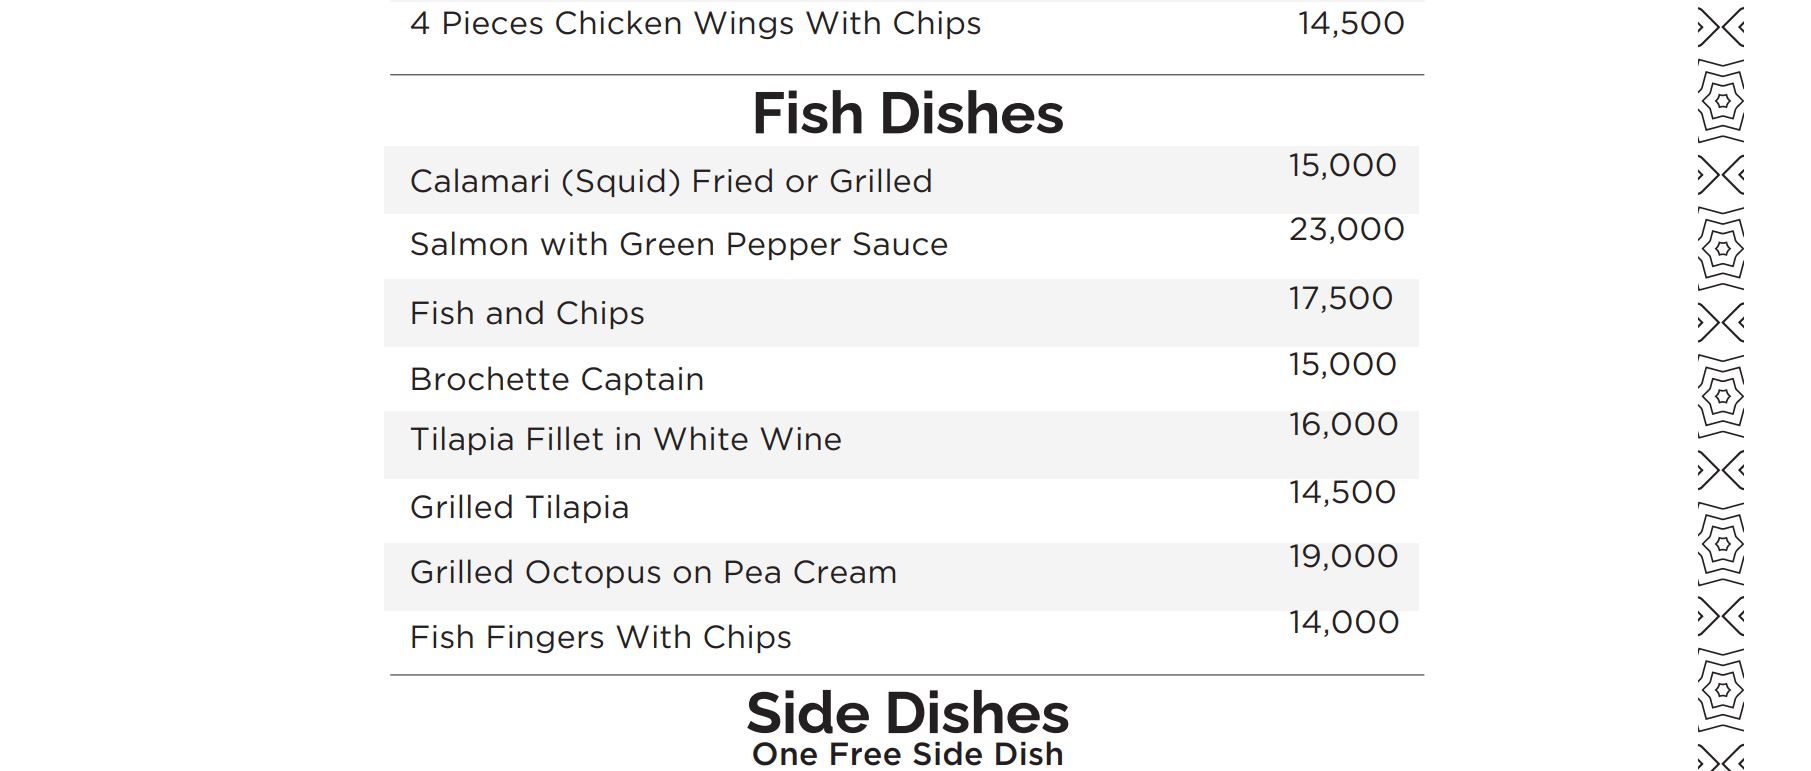 4 Pieces Chicken Wings With Chips 14,500
Fish Dishes
Calamari (Squid) Fried or Grilled 15,000
Salmon with Green Pepper Sauce 23,000
Fish and Chips 17,500
Brochette Captain 15,000
Tilapia Fillet in White Wine 16,000
Grilled Tilapia 14,500
Grilled Octopus on Pea Cream 19,000
Fish Fingers With Chips 14,000
Side Dishes
One Free Side Dish